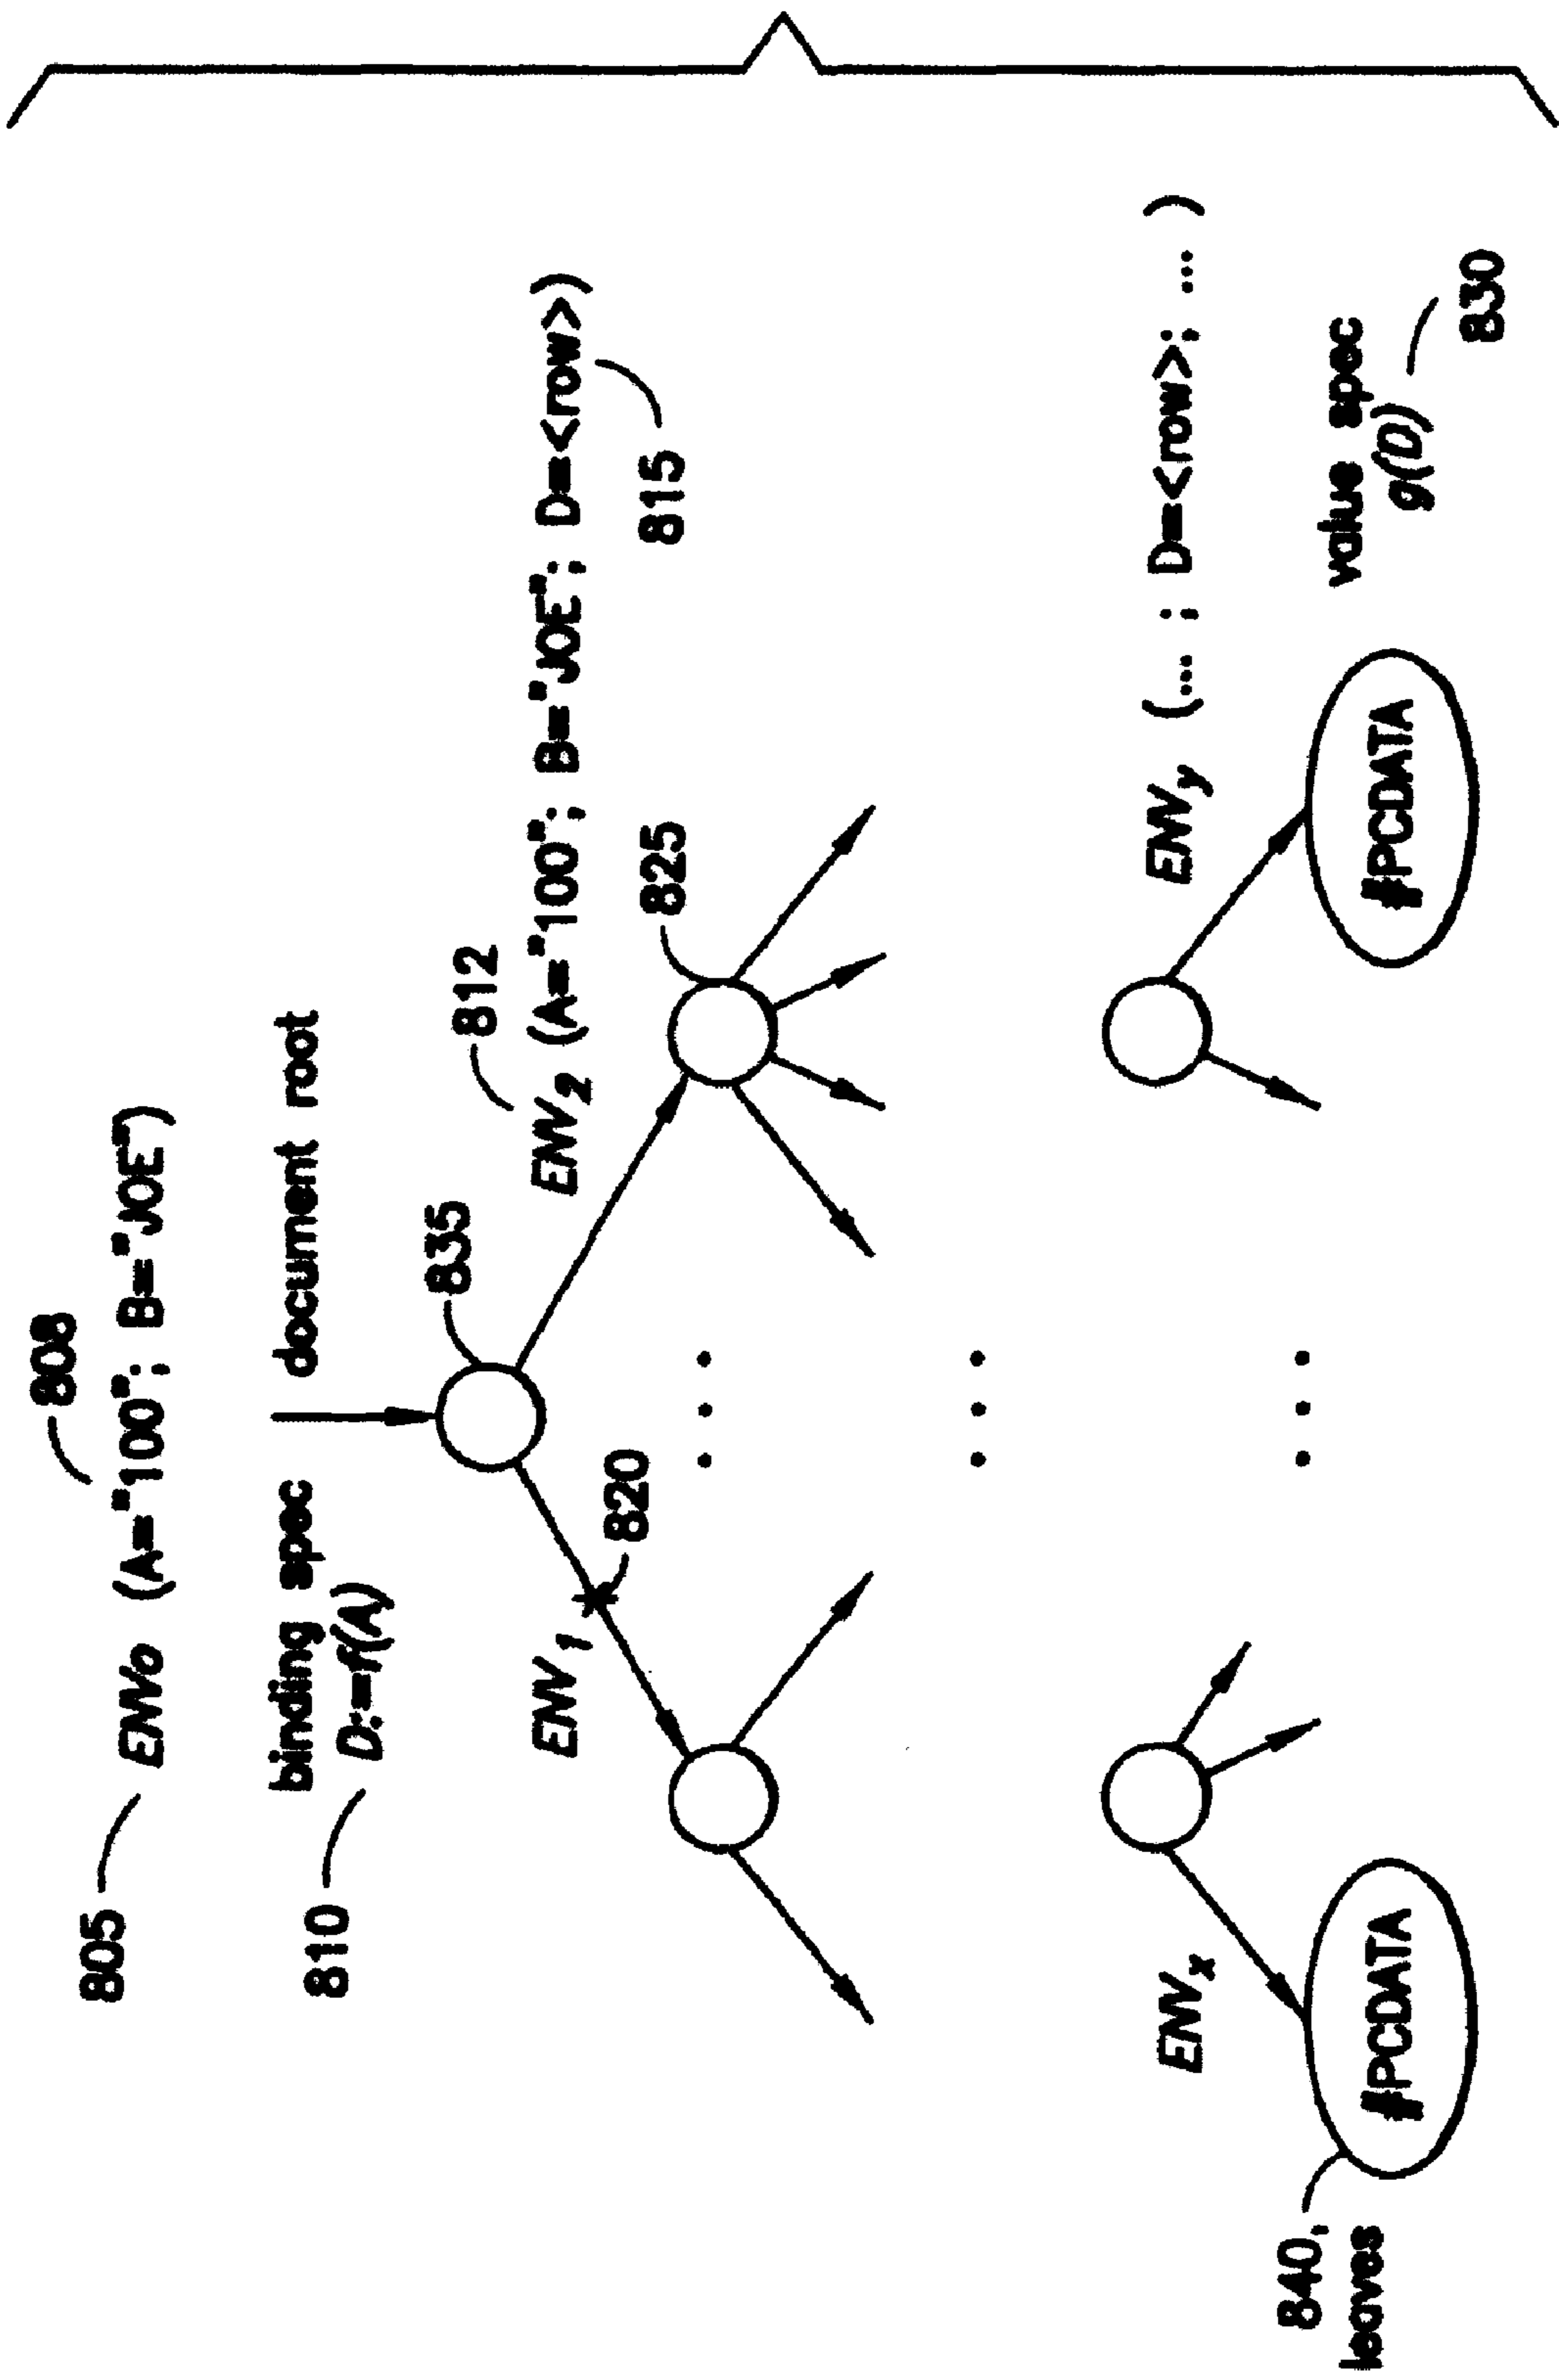 808
805 ENVo (A="100"; B="JOE")
binding spec document root
810 D:=f(A)
835
812
ENV1 ENV2 (A="100"; B="JOE"; D=<row>)
820 825 815
ENVx ENVy (... : D=<row>; ... )
840, #PCDATA #PCDATA value spec
leaves g(D)
830